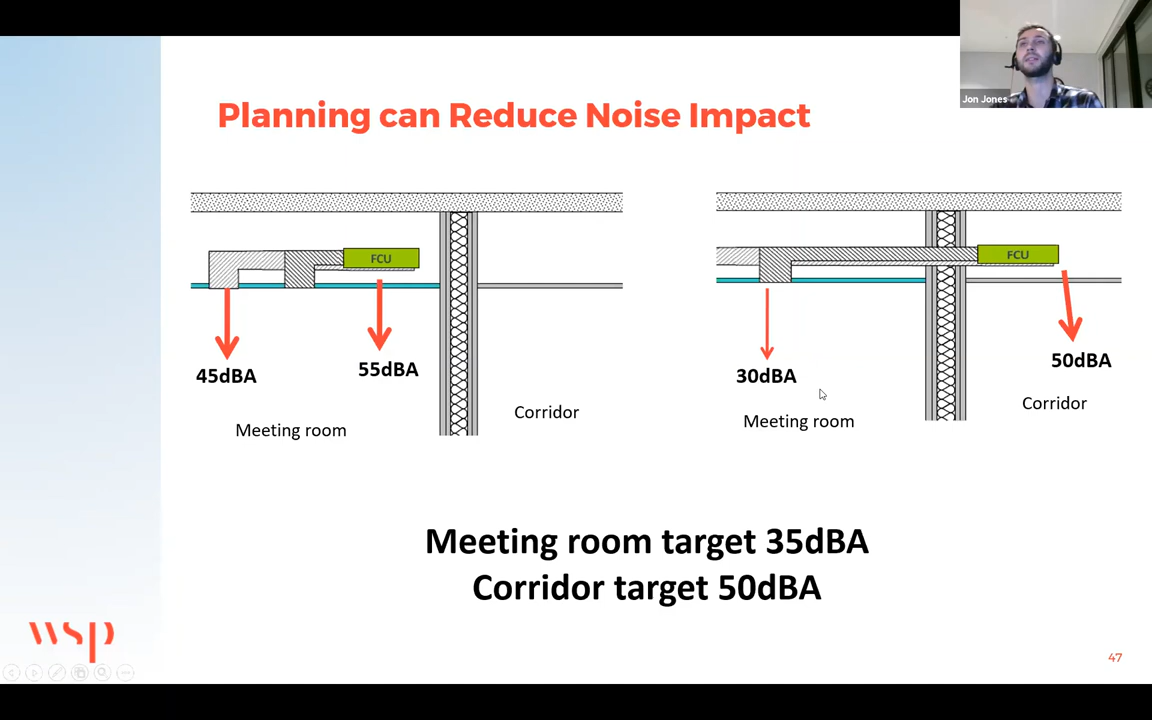 Jon Jones
Planning can Reduce Noise Impact
FCU
FCU
45dBA
55dBA
30dBA
50dBA
Meeting room
Corridor
Meeting room
Corridor
Meeting room target 35dBA
Corridor target 50dBA
wsp
47